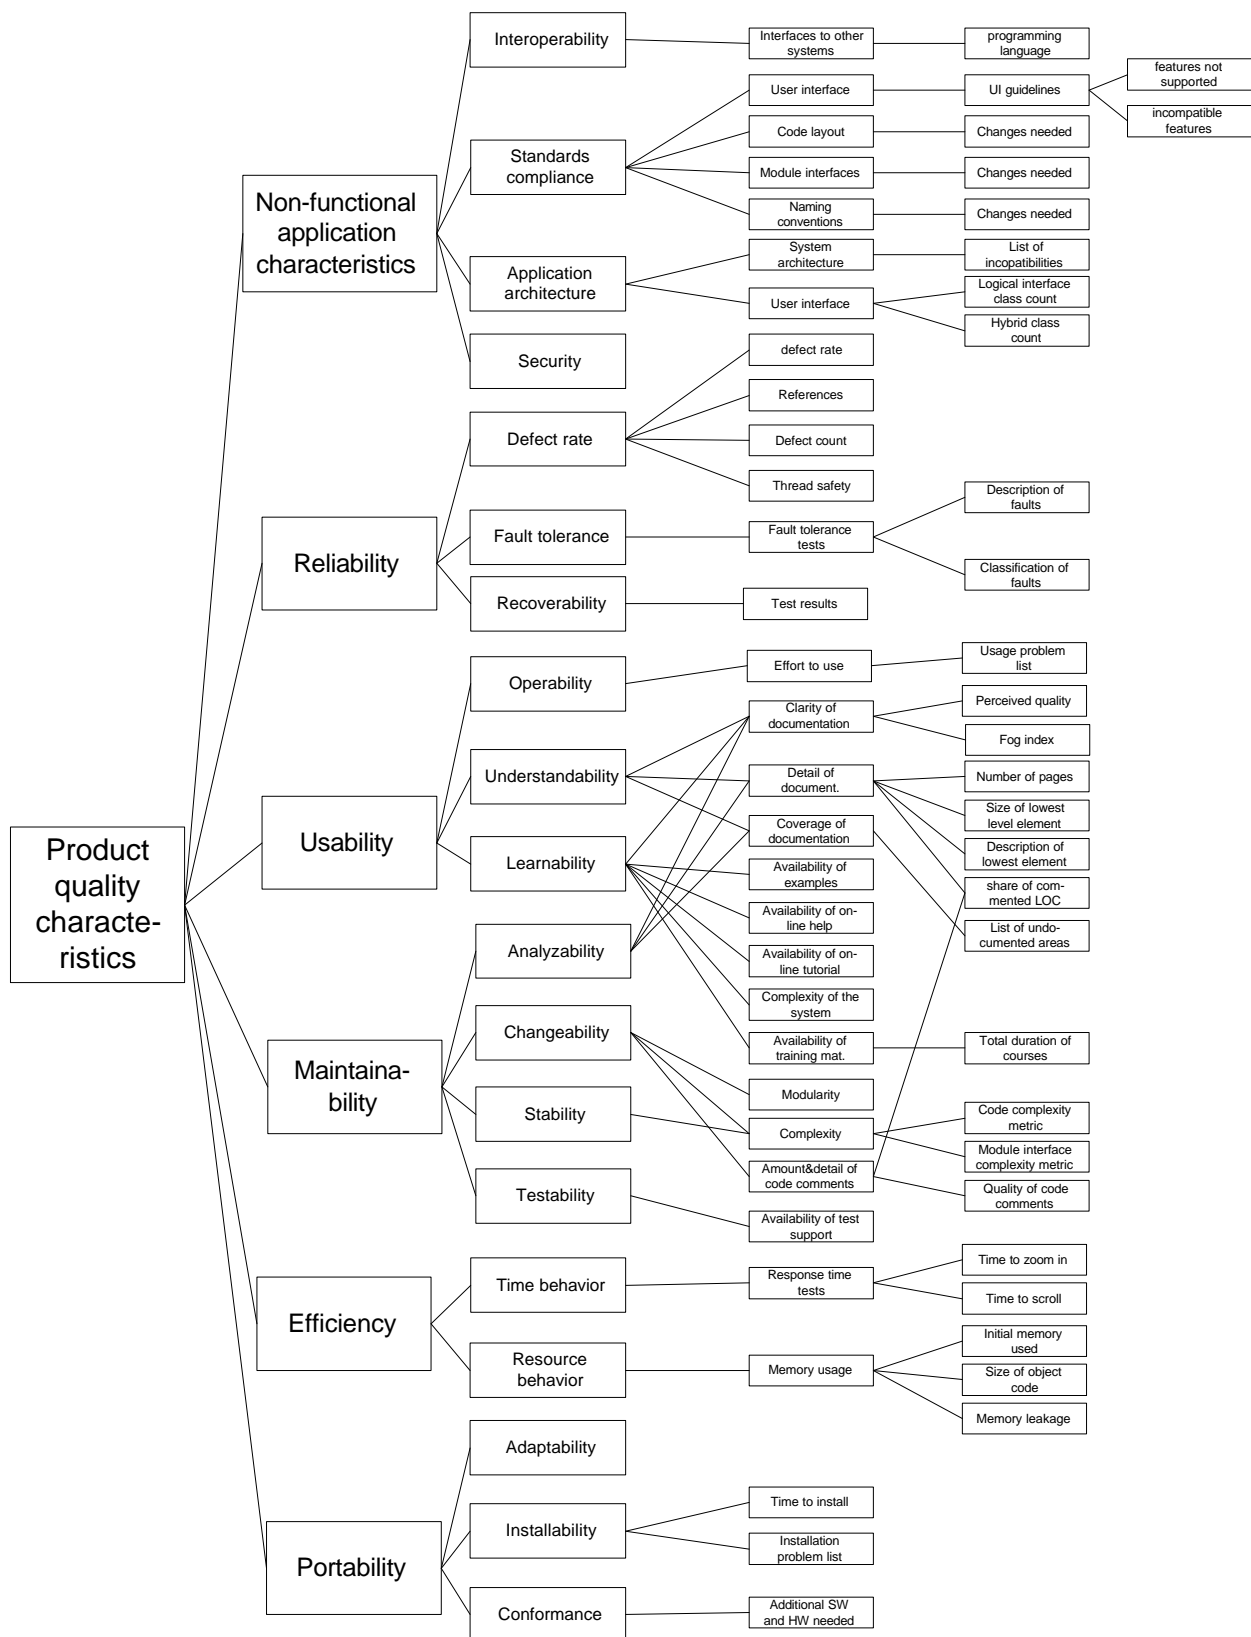 Product
quality
characte-
ristics
Non-functional
application
characteristics
Reliability
Usability
Maintaina-
bility
Efficiency
Portability
Interoperability
Standards
compliance
Application
architecture
Security
Defect rate
Fault tolerance
Recoverability
Operability
Understandability
Learnability
Analyzability
Changeability
Stability
Testability
Time behavior
Resource
behavior
Adaptability
Installability
Conformance
Interfaces to other
systems
User interface
Code layout
Module interfaces
Naming
conventions
System
architecture
User interface
defect rate
References
Defect count
Thread safety
Fault tolerance
tests
Test results
Effort to use
Clarity of
documentation
Detail of
document.
Coverage of
documentation
Availability of
examples
Availability of on-
line help
Availability of on-
line tutorial
Complexity of the
system
Availability of
training mat.
Modularity
Complexity
Amount&detail of
code comments
Availability of test
support
Response time
tests
Memory usage
Time to install
Installation
problem list
Additional SW
and HW needed
programming
language
UI guidelines
Changes needed
Changes needed
Changes needed
List of
incopatibilities
Logical interface
class count
Hybrid class
count
Description of
faults
Classification of
faults
Usage problem
list
Perceived quality
Fog index
Number of pages
Size of lowest
level element
Description of
lowest element
share of com-
mented LOC
List of undo-
cumented areas
Total duration of
courses
Code complexity
metric
Module interface
complexity metric
Quality of code
comments
Time to zoom in
Time to scroll
Initial memory
used
Size of object
code
Memory leakage
features not
supported
incompatible
features